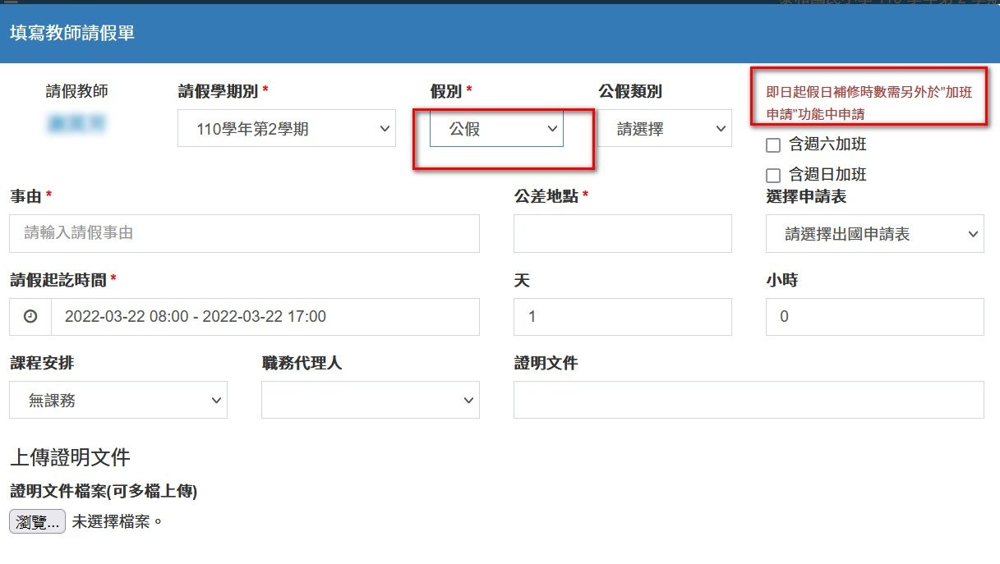 填寫教師請假單
請假教師
請假學期別 *
假別 *
公假類別
即日起假日補修時數需另外於"加班
申請"功能中申請
110學年第2學期
公假
請選擇
含週六加班
含週日加班
事由 *
公差地點 *
選擇申請表
請輸入請假事由
請選擇出國申請表
請假起訖時間 *
天
小時
2022-03-22 08:00 - 2022-03-22 17:00
1
0
課程安排
職務代理人
證明文件
無課務
上傳證明文件
證明文件檔案(可多檔上傳)
瀏覽... 未選擇檔案。